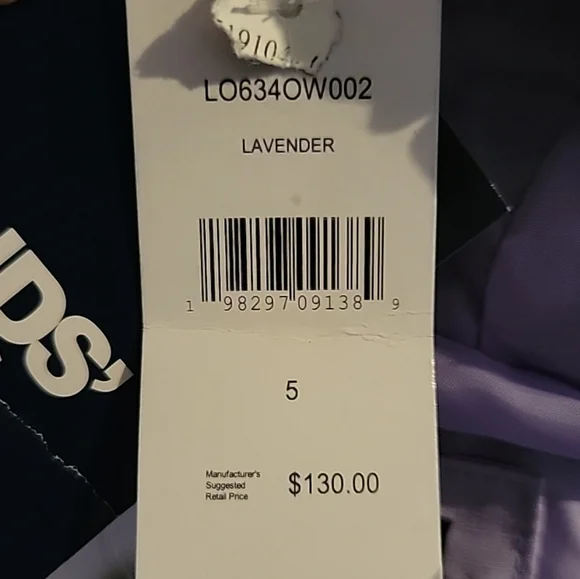 LO634OW002
LAVENDER
1 98297 09138 9
5
Manufacturer's
Suggested
Retail Price
$130.00